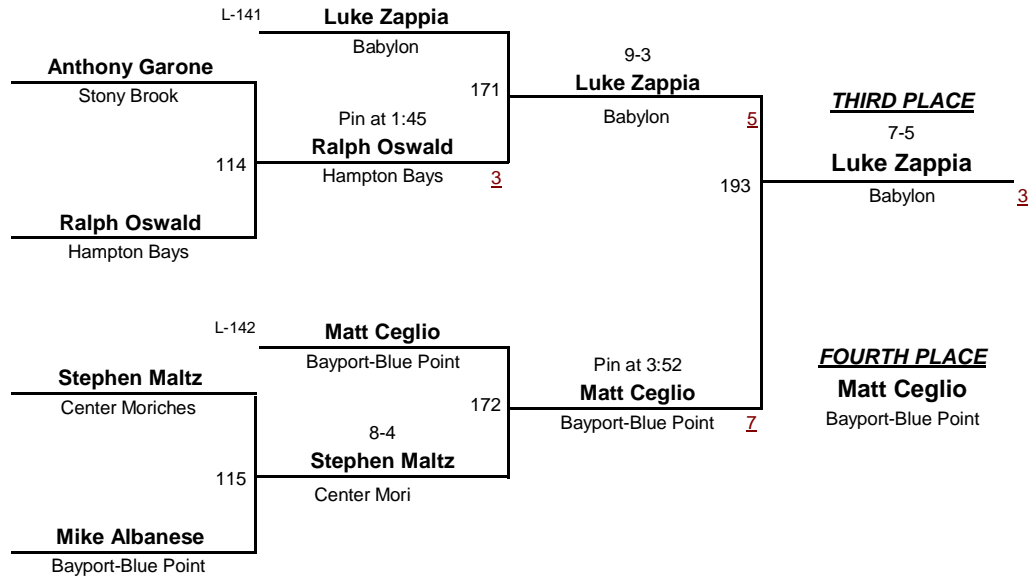 L-141
Luke Zappia
Babylon
Anthony Garone
Stony Brook
114
Pin at 1:45
Ralph Oswald
Hampton Bays 3
171
9-3
Luke Zappia
Babylon 5
Ralph Oswald
Hampton Bays
193
THIRD PLACE
7-5
Luke Zappia
Babylon 3
L-142
Matt Ceglio
Bayport-Blue Point
Stephen Maltz
Center Moriches
172
Pin at 3:52
Matt Ceglio
Bayport-Blue Point 7
115
8-4
Stephen Maltz
Center Mori
Mike Albanese
Bayport-Blue Point
FOURTH PLACE
Matt Ceglio
Bayport-Blue Point